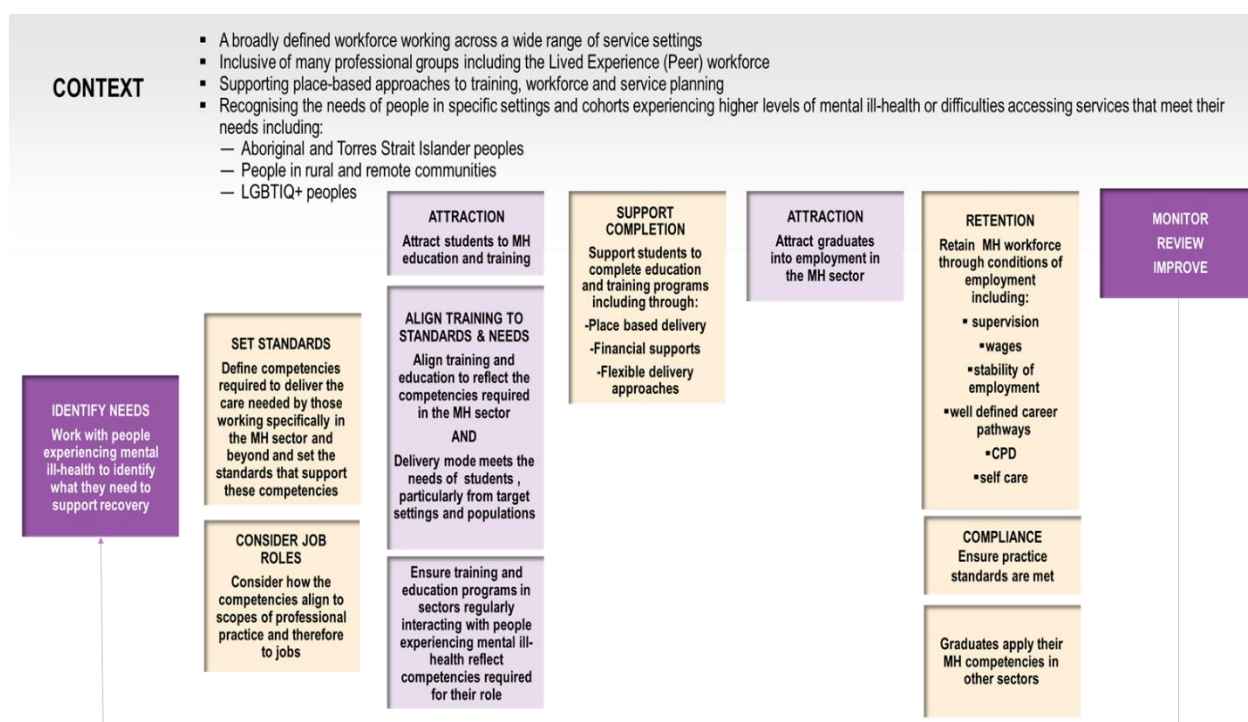 CONTEXT
▪ A broadly defined workforce working across a wide range of service settings
▪ Inclusive of many professional groups including the Lived Experience (Peer) workforce
▪ Supporting place-based approaches to training, workforce and service planning
▪ Recognising the needs of people in specific settings and cohorts experiencing higher levels of mental ill-health or difficulties accessing services that meet their
needs including:
— Aboriginal and Torres Strait Islander peoples
— People in rural and remote communities
— LGBTIQ+ peoples
IDENTIFY NEEDS
Work with people
experiencing mental
ill-health to identify
what they need to
support recovery
SET STANDARDS
Define competencies
required to deliver the
care needed by those
working specifically in
the MH sector and
beyond and set the
standards that support
these competencies
CONSIDER JOB
ROLES
Consider how the
competencies align to
scopes of professional
practice and therefore
to jobs
ATTRACTION
Attract students to MH
education and training
ALIGN TRAINING TO
STANDARDS & NEEDS
Align training and
education to reflect the
competencies required
in the MH sector
AND
Delivery mode meets the
needs of students ,
particularly from target
settings and populations
Ensure training and
education programs in
sectors regularly
interacting with people
experiencing mental ill-
health reflect
competencies required
for their role
SUPPORT
COMPLETION
Support students to
complete education
and training programs
including through:
-Place based delivery
-Financial supports
-Flexible delivery
approaches
ATTRACTION
Attract graduates
into employment in
the MH sector
RETENTION
Retain MH workforce
through conditions of
employment
including:
▪ supervision
▪wages
▪stability of
employment
▪well defined career
pathways
▪CPD
▪self care
COMPLIANCE
Ensure practice
standards are met
Graduates apply their
MH competencies in
other sectors
MONITOR
REVIEW
IMPROVE